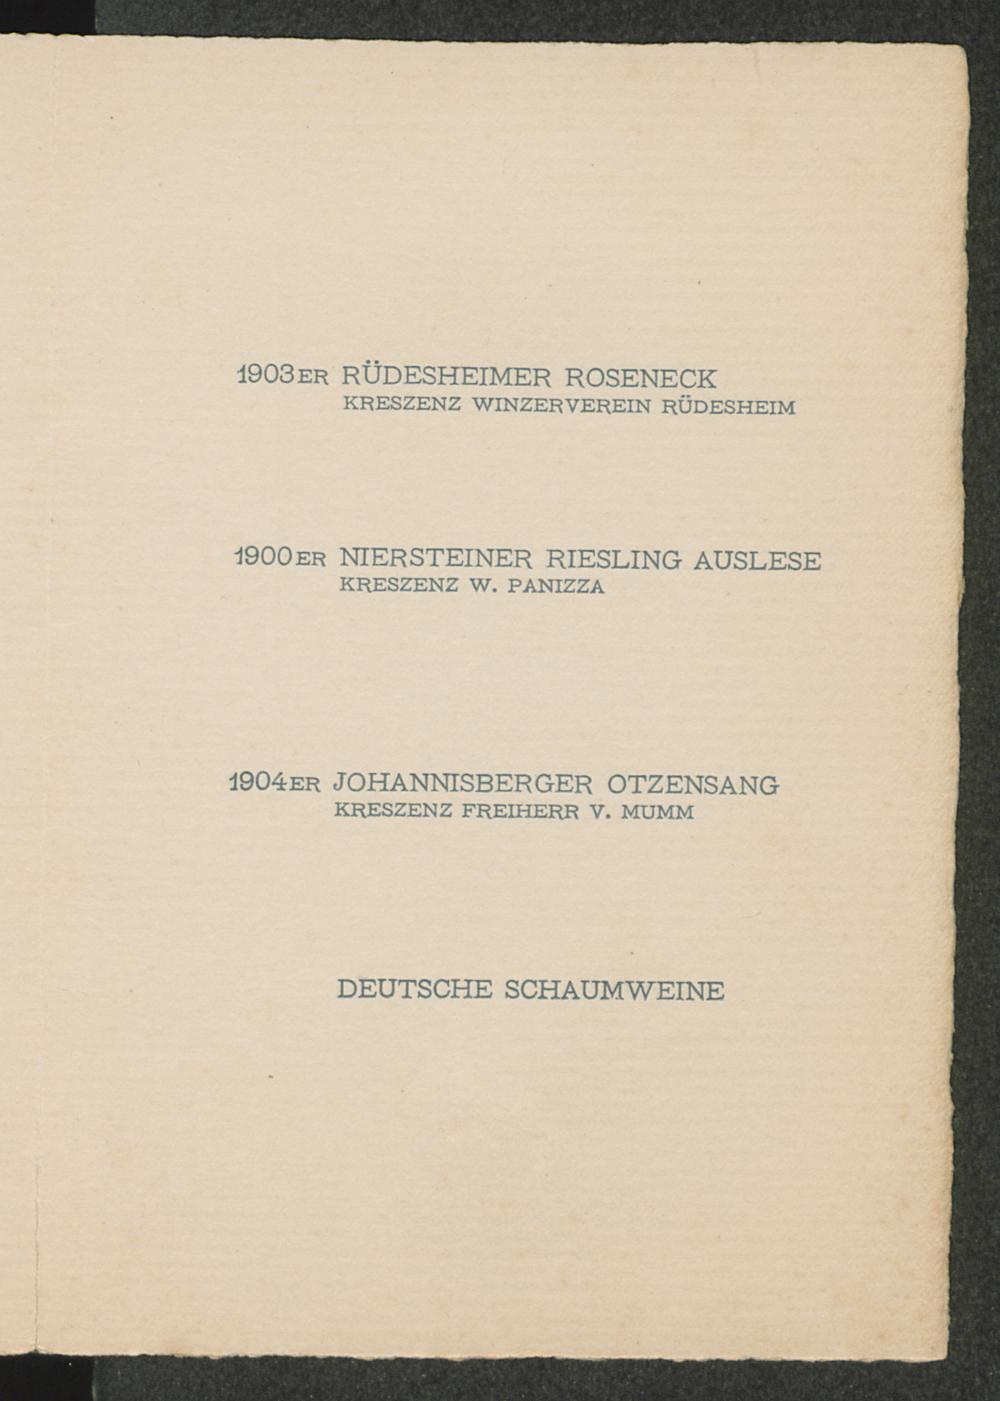 1903ER RÜDESHEIMER ROSENECK
KRESZENZ WINZERVEREIN RÜDESHEIM
1900ER NIERSTEINER RIESLING AUSLESE
KRESZENZ W. PANIZZA
1904ER JOHANNISBERGER OTZENSANG
KRESZENZ FREIHERR V. MUMM
DEUTSCHE SCHAUMWEINE